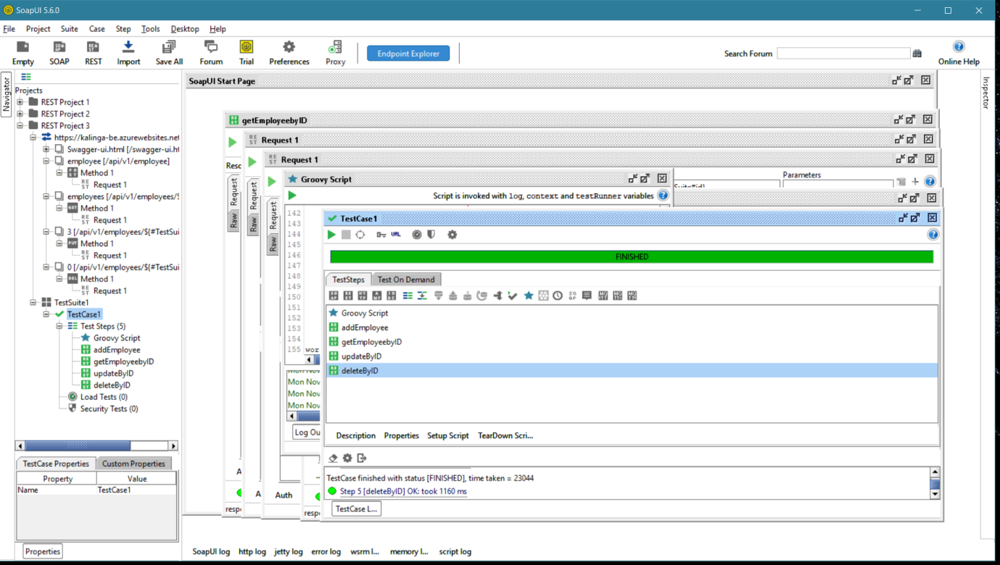 SoapUI 5.6.0
File Project Suite Case Step Tools Desktop Help
Empty SOAP REST Import Save All Forum Trial Preferences Proxy Endpoint Explorer Search Forum Online Help
Navigator
Projects
REST Project 1
REST Project 2
REST Project 3
https://kalinga-be.azurewebsites.net
Swagger-ui.html [/swagger-ui.ht
employee [/api/v1/employee]
Method 1
Request 1
employees [/api/v1/employees/$
Method 1
Request 1
3 [/api/v1/employees/${#TestSui
Method 1
Request 1
0 [/api/v1/employees/${#TestSui
Method 1
Request 1
TestSuite1
TestCase1
Test Steps (5)
Groovy Script
addEmployee
getEmployeebyID
updateByID
deleteByID
Load Tests (0)
Security Tests (0)
TestCase Properties Custom Properties
Property Value
Name TestCase1
Properties
SoapUI Start Page
getEmployeebyID
Request 1
Request 1
Resc
Request
Raw
Request
Raw
Request
Raw
Parameters
Groovy Script
Script is invoked with log, context and testRunner variables
142
143
144
145
146
147
148
149
150
151
152
153
154
155 wor
Mon Nov
Mon Nov
Mon Nov
Mon Nov
Log Ou
A
A
Auth
resp
resp
TestCase1
URL
FINISHED
TestSteps Test On Demand
Groovy Script
addEmployee
getEmployeebyID
updateByID
deleteByID
Description Properties Setup Script TearDown Scri...
TestCase finished with status [FINISHED], time taken = 23044
Step 5 [deleteByID] OK: took 1160 ms
TestCase L...
Inspector
SoapUI log http log jetty log error log wsrm l... memory l... script log